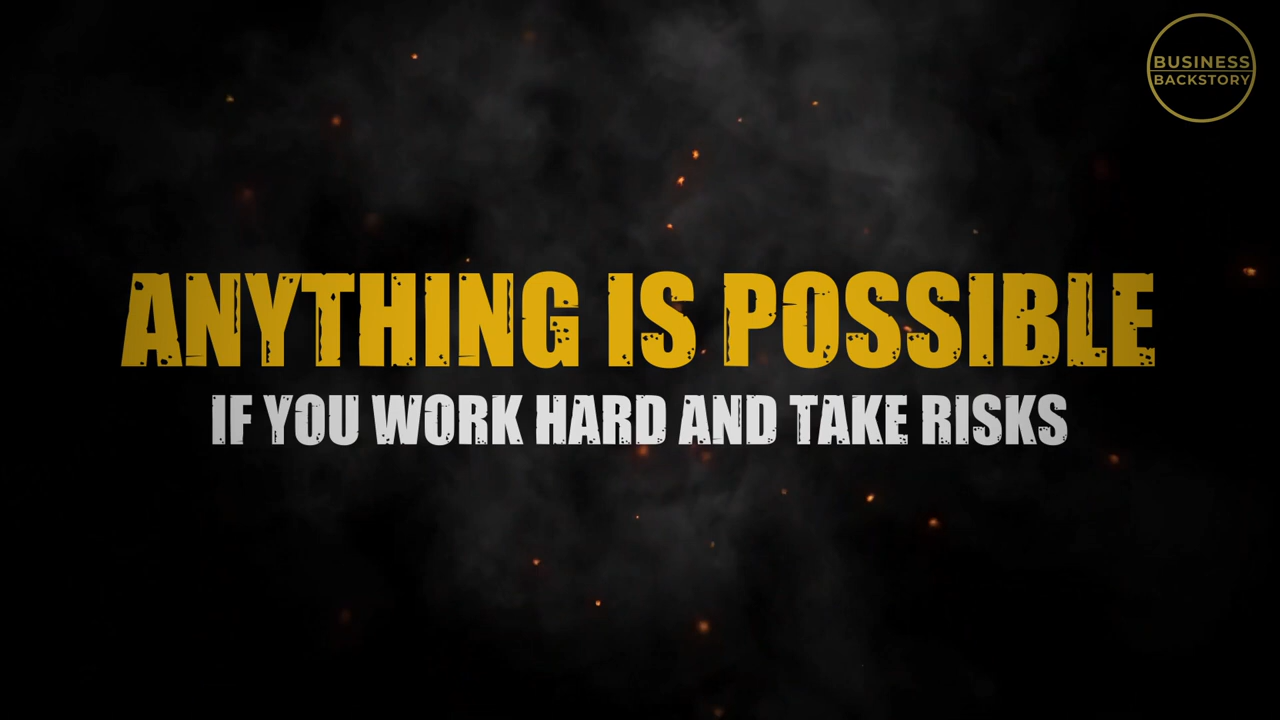 BUSINESS
BACKSTORY
ANYTHING IS POSSIBLE
IF YOU WORK HARD AND TAKE RISKS